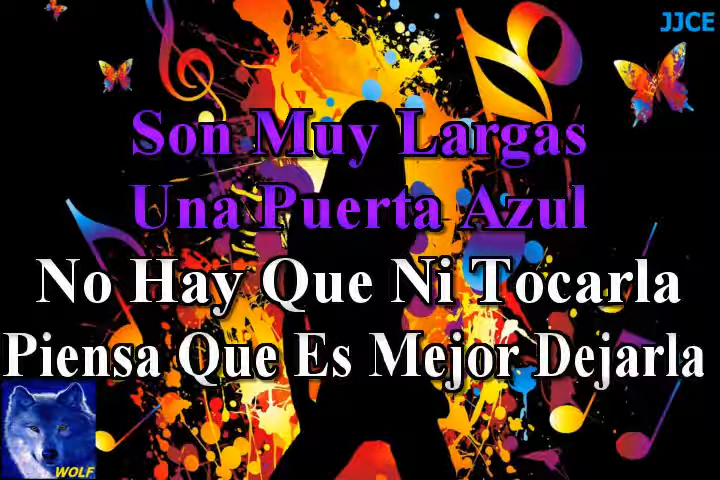 JJCE
Son Muy Largas
Una Puerta Azul
No Hay Que Ni Tocarla
Piensa Que Es Mejor Dejarla
WOLF